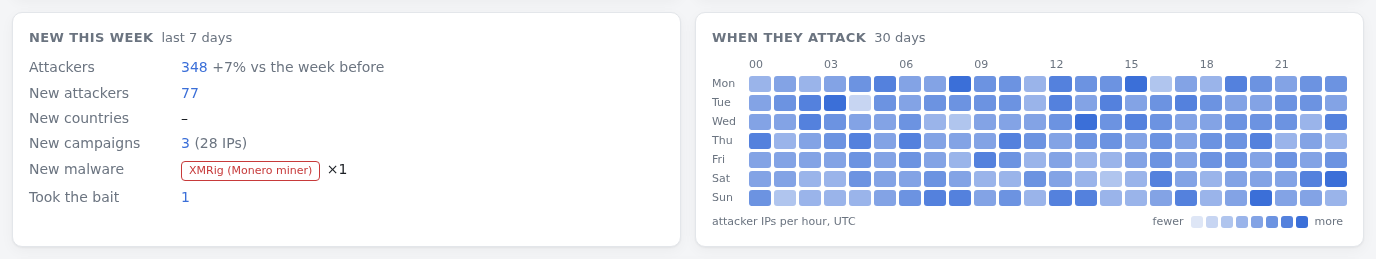 NEW THIS WEEK last 7 days
Attackers 348 +7% vs the week before
New attackers 77
New countries –
New campaigns 3 (28 IPs)
New malware XMRig (Monero miner) ×1
Took the bait 1
WHEN THEY ATTACK 30 days
00 03 06 09 12 15 18 21
Mon
Tue
Wed
Thu
Fri
Sat
Sun
attacker IPs per hour, UTC fewer more